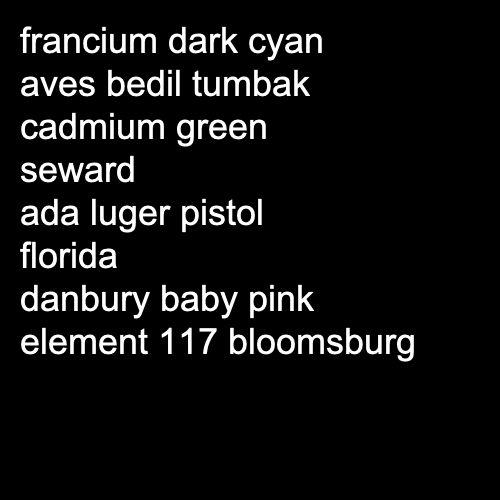 francium dark cyan
aves bedil tumbak
cadmium green
seward
ada luger pistol
florida
danbury baby pink
element 117 bloomsburg